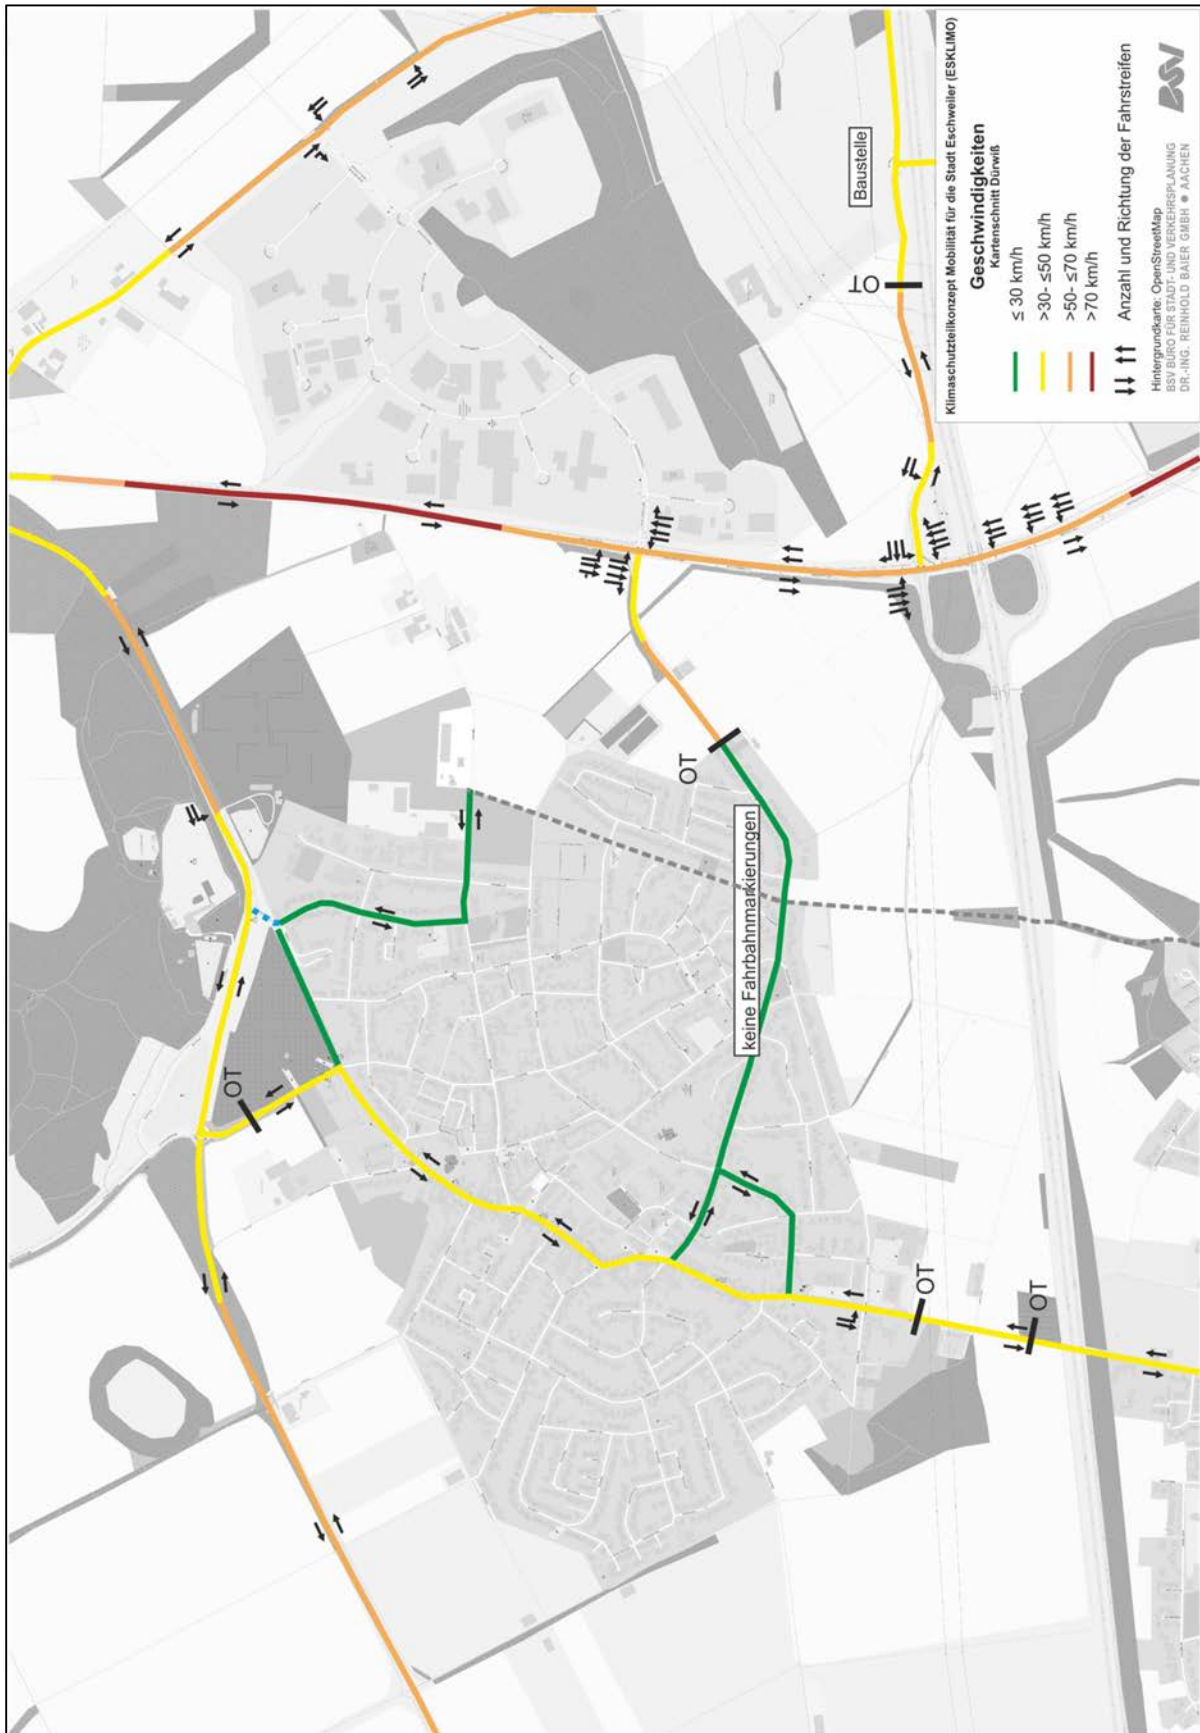 OT
OT
keine Fahrbahnmarkierungen
OT
OT
OT
Baustelle
Klimaschutzteilkonzept Mobilität für die Stadt Eschweiler (ESKLIMO)
Geschwindigkeiten
Kartenschnitt Dürwiß
≤ 30 km/h
>30- ≤50 km/h
>50- ≤70 km/h
>70 km/h
Anzahl und Richtung der Fahrstreifen
Hintergrundkarte: OpenStreetMap
BSV BÜRO FÜR STADT- UND VERKEHRSPLANUNG
DR.-ING. REINHOLD BAIER GMBH ● AACHEN
BSV